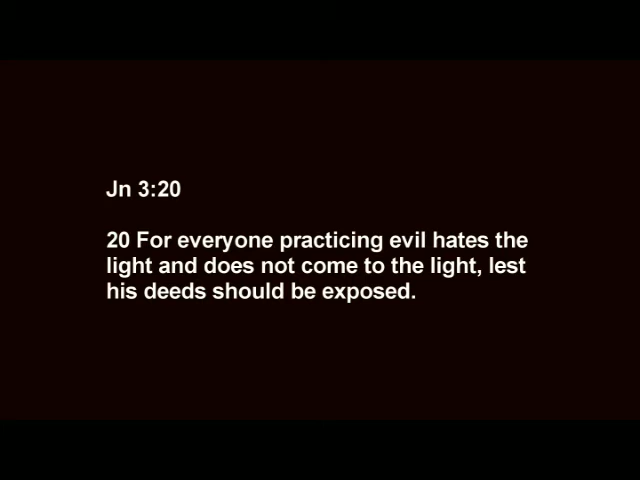 Jn 3:20
20 For everyone practicing evil hates the
light and does not come to the light, lest
his deeds should be exposed.